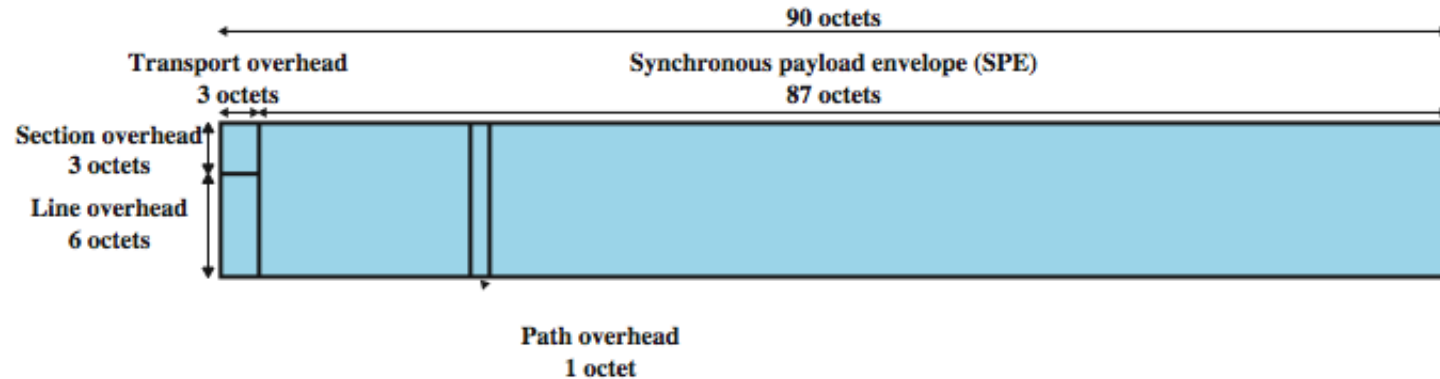 90 octets
Transport overhead
3 octets
Synchronous payload envelope (SPE)
87 octets
Section overhead
3 octets
Line overhead
6 octets
Path overhead
1 octet